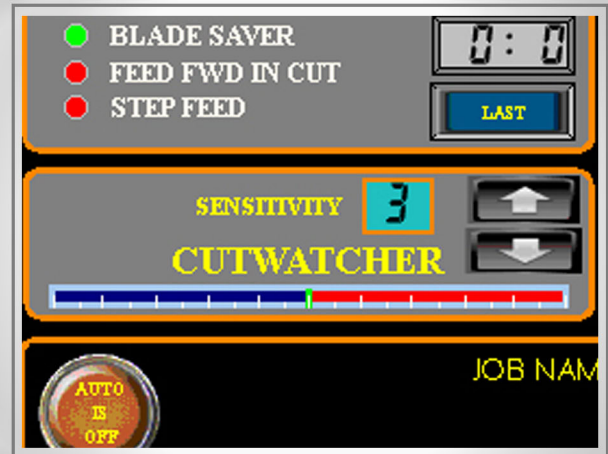 BLADE SAVER
0: 0
FEED FWD IN CUT
STEP FEED
LAST
SENSITIVITY 3
CUTWATCHER
JOB NAM
AUTO
IS
OFF